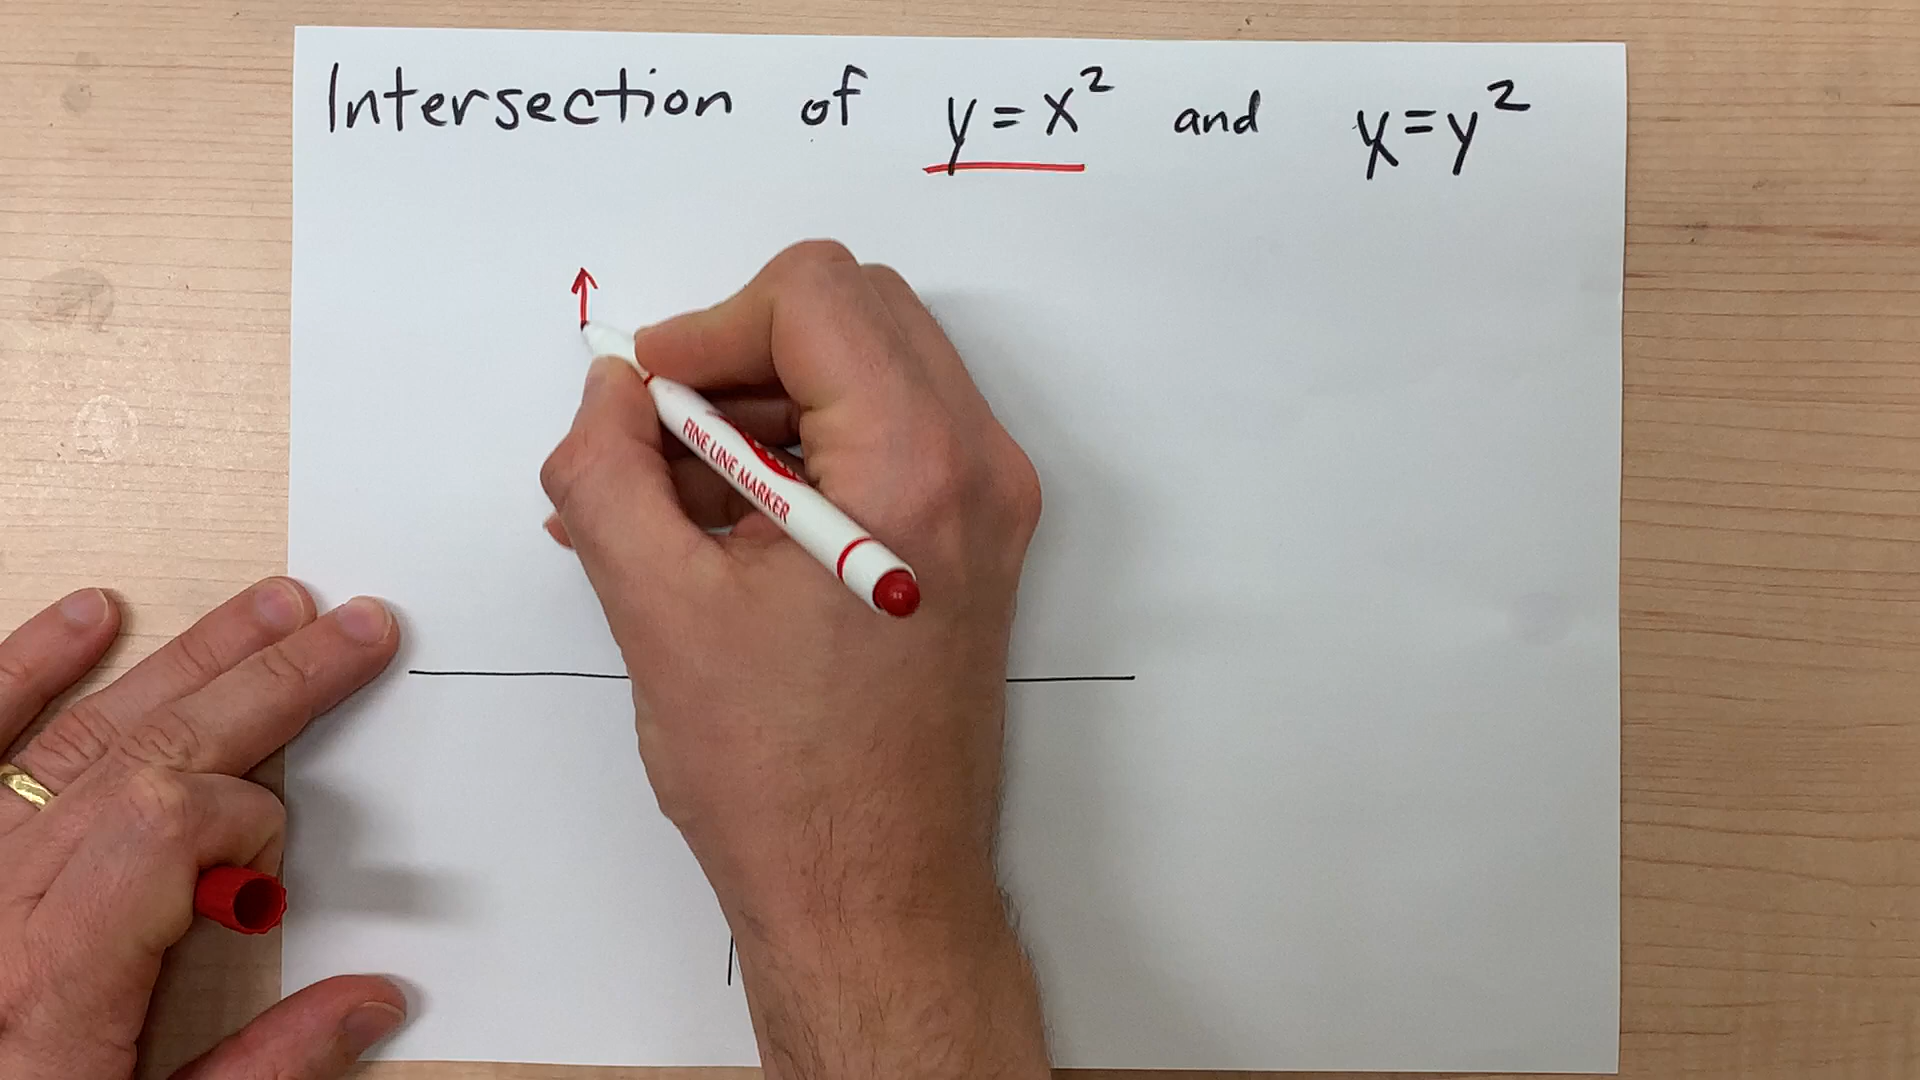 Intersection of y = x² and x = y²
FINE LINE MARKER